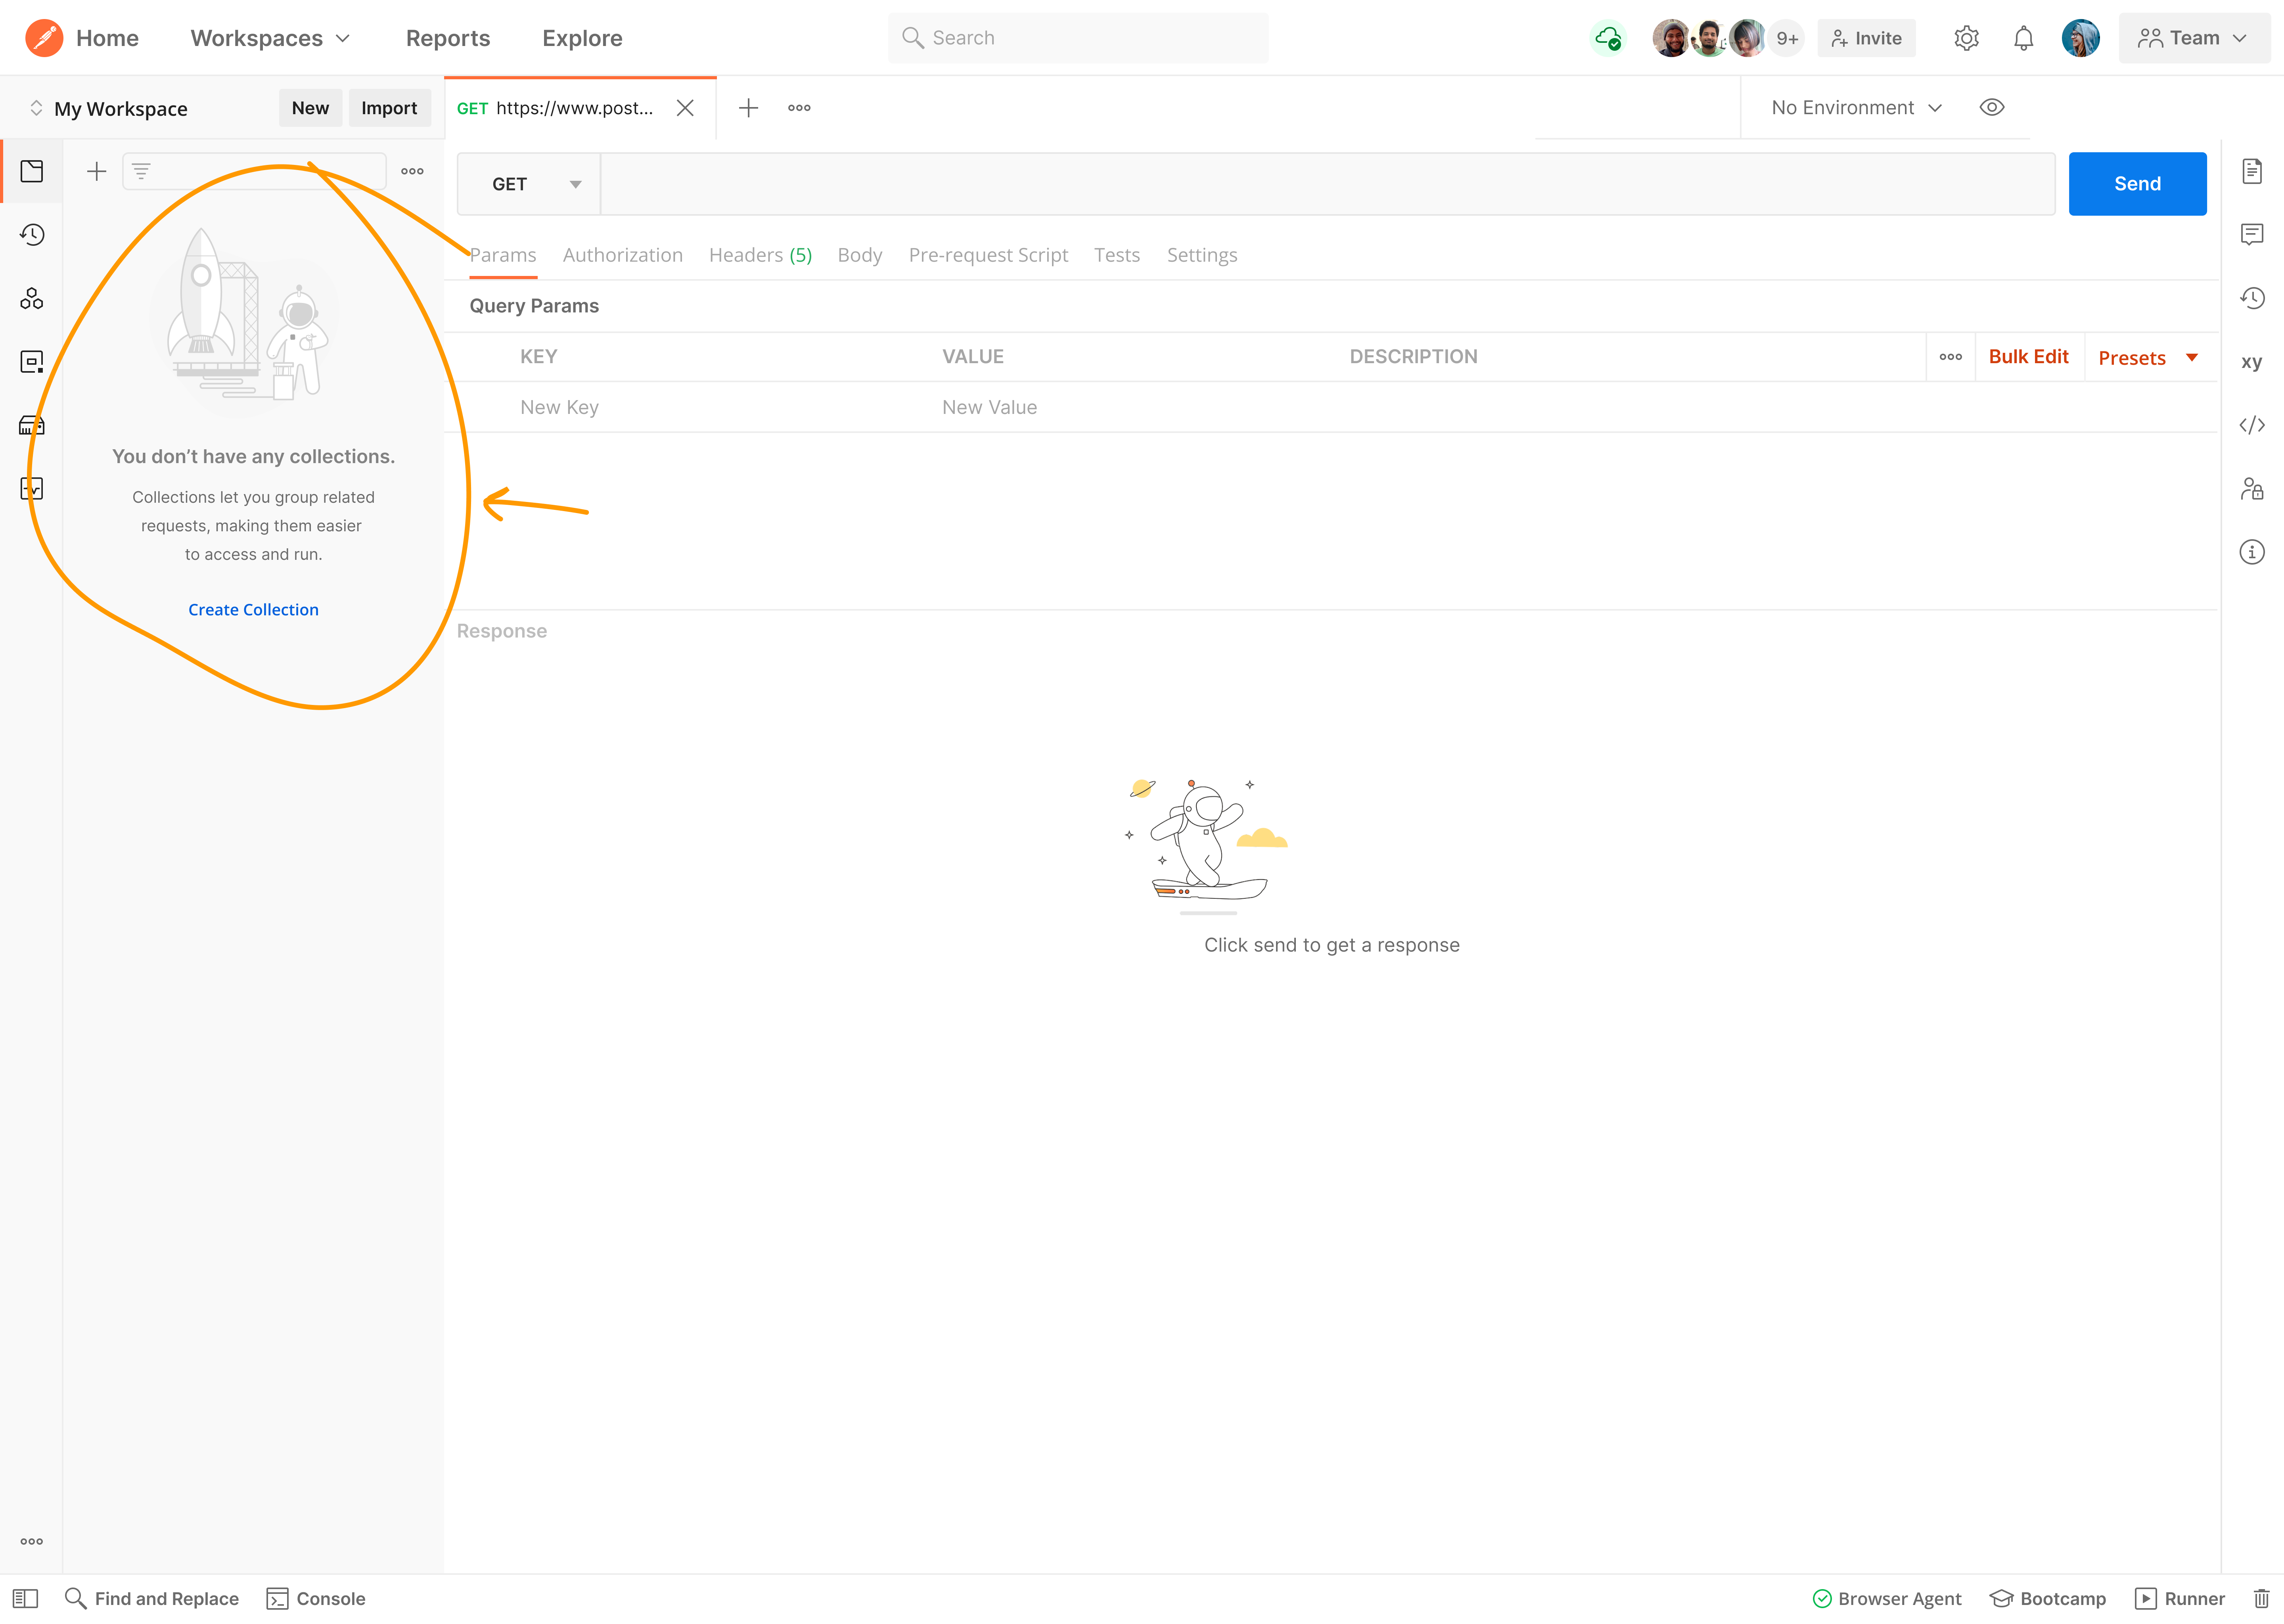 Home Workspaces Reports Explore Search 9+ Invite Team
My Workspace New Import GET https://www.post... No Environment
GET Send
Params Authorization Headers (5) Body Pre-request Script Tests Settings
Query Params
KEY VALUE DESCRIPTION Bulk Edit Presets
New Key New Value
xy
You don’t have any collections.
Collections let you group related
requests, making them easier
to access and run.
Create Collection
Response
Click send to get a response
Find and Replace Console Browser Agent Bootcamp Runner